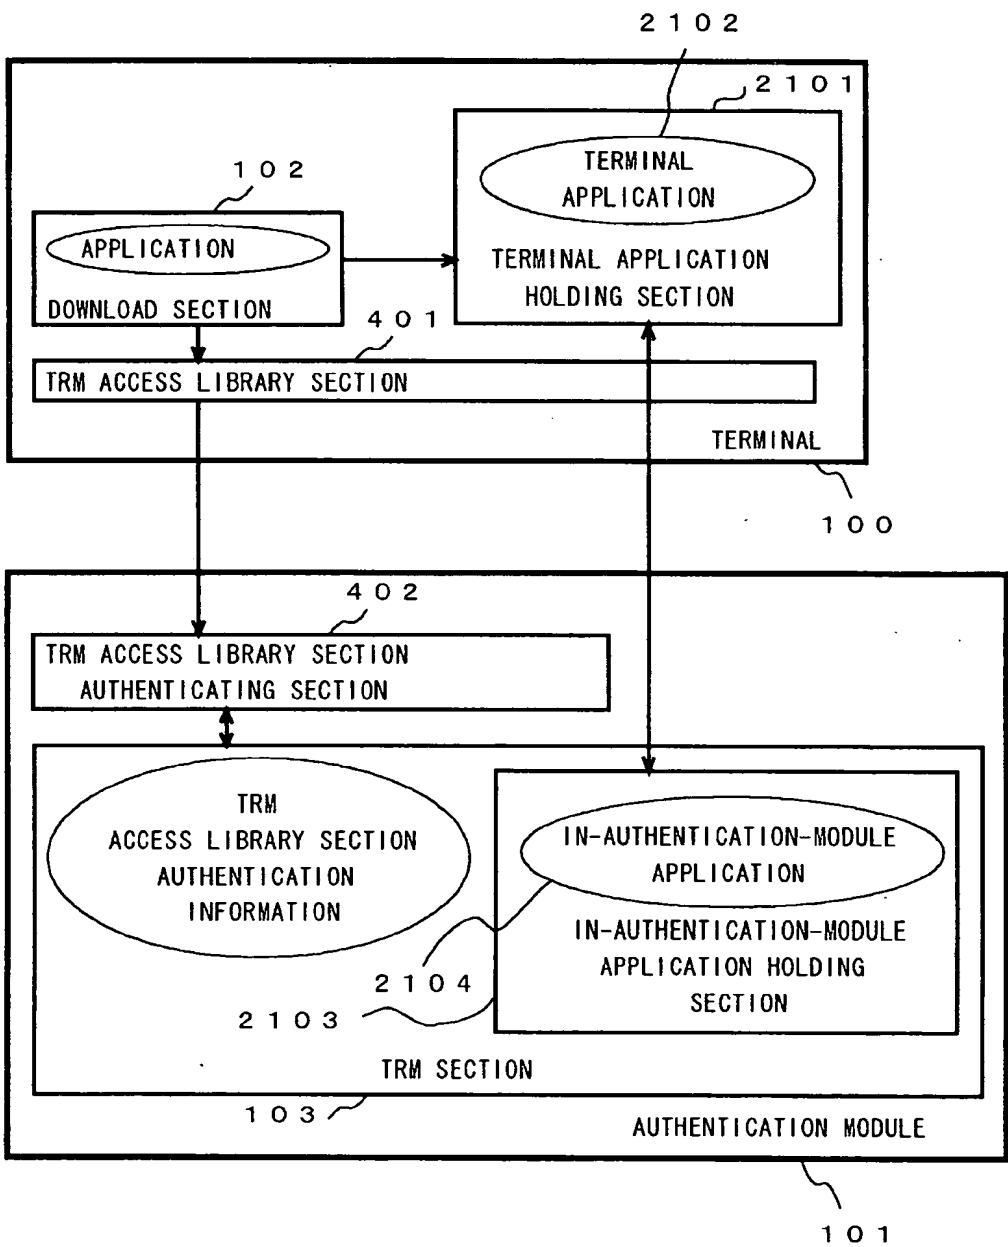 2102
2101
TERMINAL
APPLICATION
102
APPLICATION
TERMINAL APPLICATION
HOLDING SECTION
DOWNLOAD SECTION
401
TRM ACCESS LIBRARY SECTION
TERMINAL
100
402
TRM ACCESS LIBRARY SECTION
AUTHENTICATING SECTION
TRM
ACCESS LIBRARY SECTION
AUTHENTICATION
INFORMATION
IN-AUTHENTICATION-MODULE
APPLICATION
IN-AUTHENTICATION-MODULE
APPLICATION HOLDING
SECTION
2104
2103
TRM SECTION
103
AUTHENTICATION MODULE
101